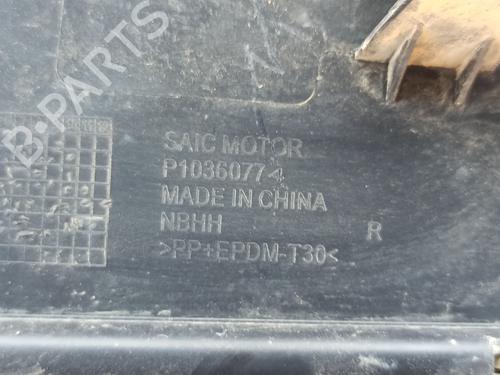 B-PARTS
SAIC MOTOR
P10360774
MADE IN CHINA
NBHH
R
>PP+EPDM-T30<